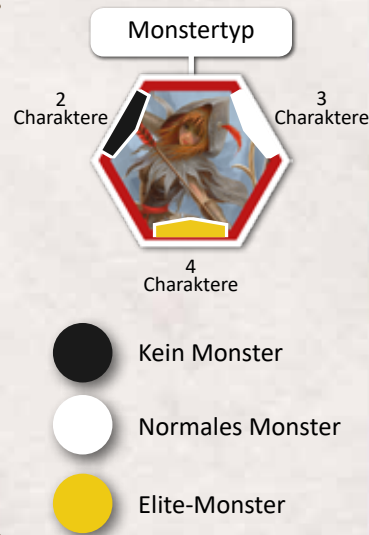 Monstertyp
2
Charaktere
3
Charaktere
4
Charaktere
Kein Monster
Normales Monster
Elite-Monster